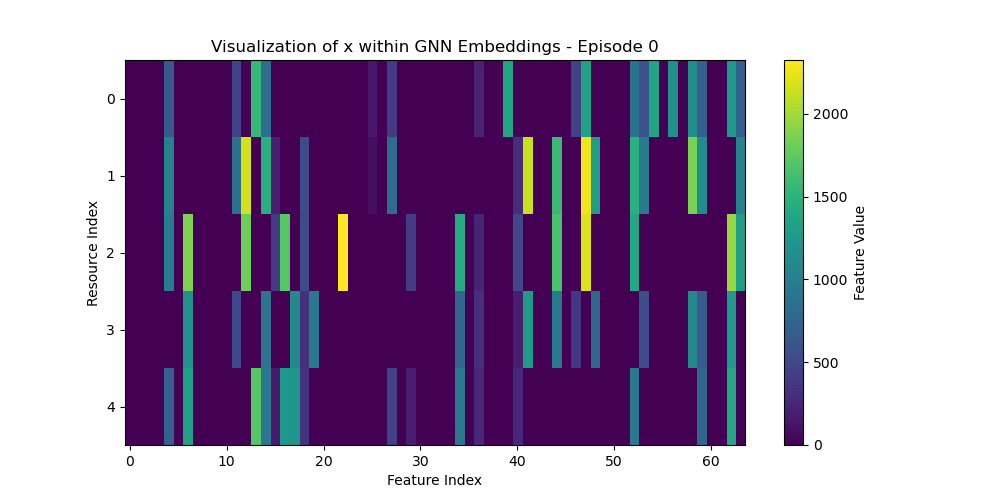 Visualization of x within GNN Embeddings - Episode 0
Resource Index
0
1
2
3
4
0 10 20 30 40 50 60
Feature Index
2000
1500
1000
500
0
Feature Value